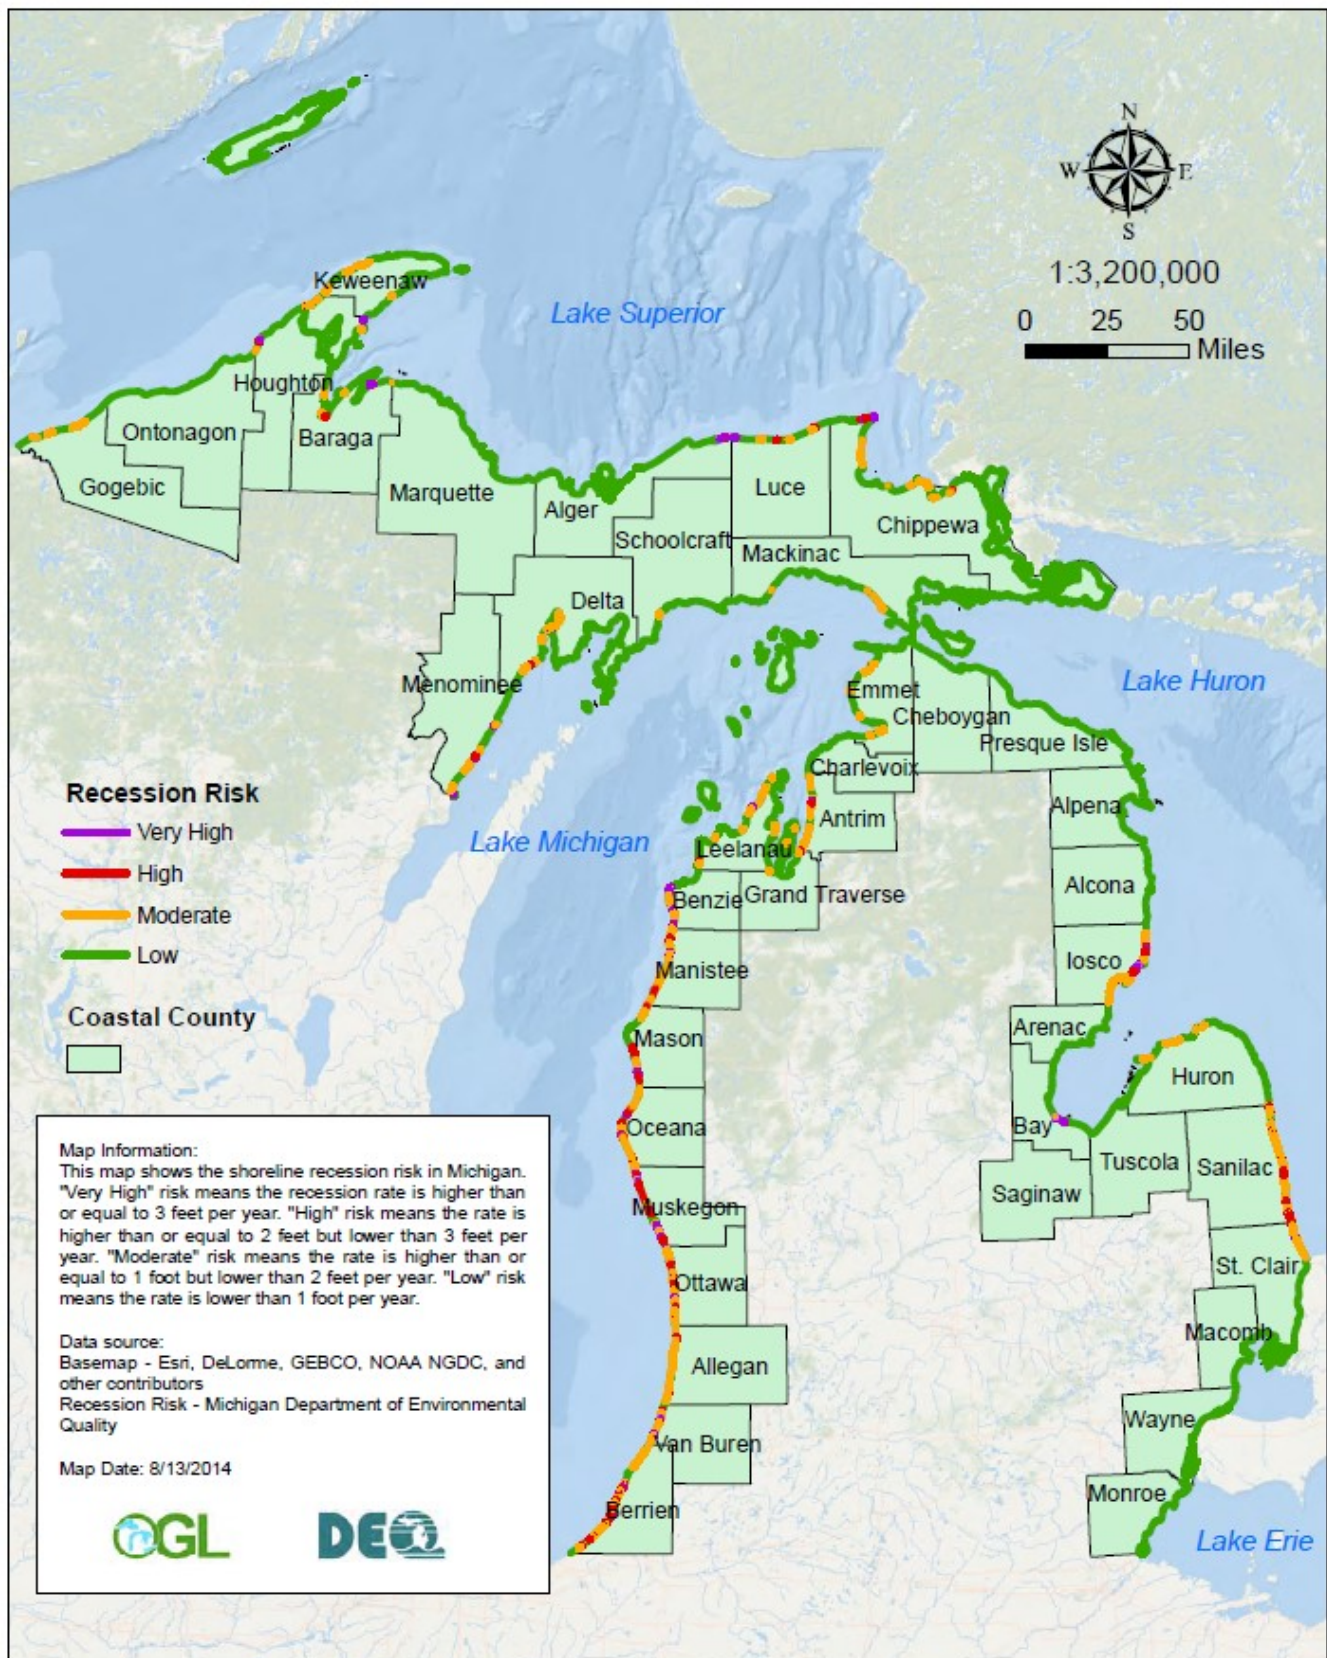 N
W E
S
1:3,200,000
0 25 50
Miles
Keweenaw
Lake Superior
Houghton
Ontonagon
Baraga
Gogebic
Marquette
Luce
Alger
Chippewa
Schoolcraft
Mackinac
Delta
Menominee
Emmet
Lake Huron
Cheboygan
Presque Isle
Charlevoix
Recession Risk
Very High
High
Moderate
Low
Coastal County
Alpena
Antrim
Lake Michigan
Leelanau
Alcona
Benzie
Grand Traverse
Manistee
Iosco
Arenac
Mason
Huron
Oceana
Bay
Tuscola
Sanilac
Saginaw
Muskegon
St. Clair
Ottawal
Macomb
Allegan
Wayne
Van Buren
Monroe
Berrien
Lake Erie
Map Information:
This map shows the shoreline recession risk in Michigan.
"Very High" risk means the recession rate is higher than
or equal to 3 feet per year. "High" risk means the rate is
higher than or equal to 2 feet but lower than 3 feet per
year. "Moderate" risk means the rate is higher than or
equal to 1 foot but lower than 2 feet per year. "Low" risk
means the rate is lower than 1 foot per year.
Data source:
Basemap - Esri, DeLorme, GEBCO, NOAA NGDC, and
other contributors
Recession Risk - Michigan Department of Environmental
Quality
Map Date: 8/13/2014
OGL
DEQ